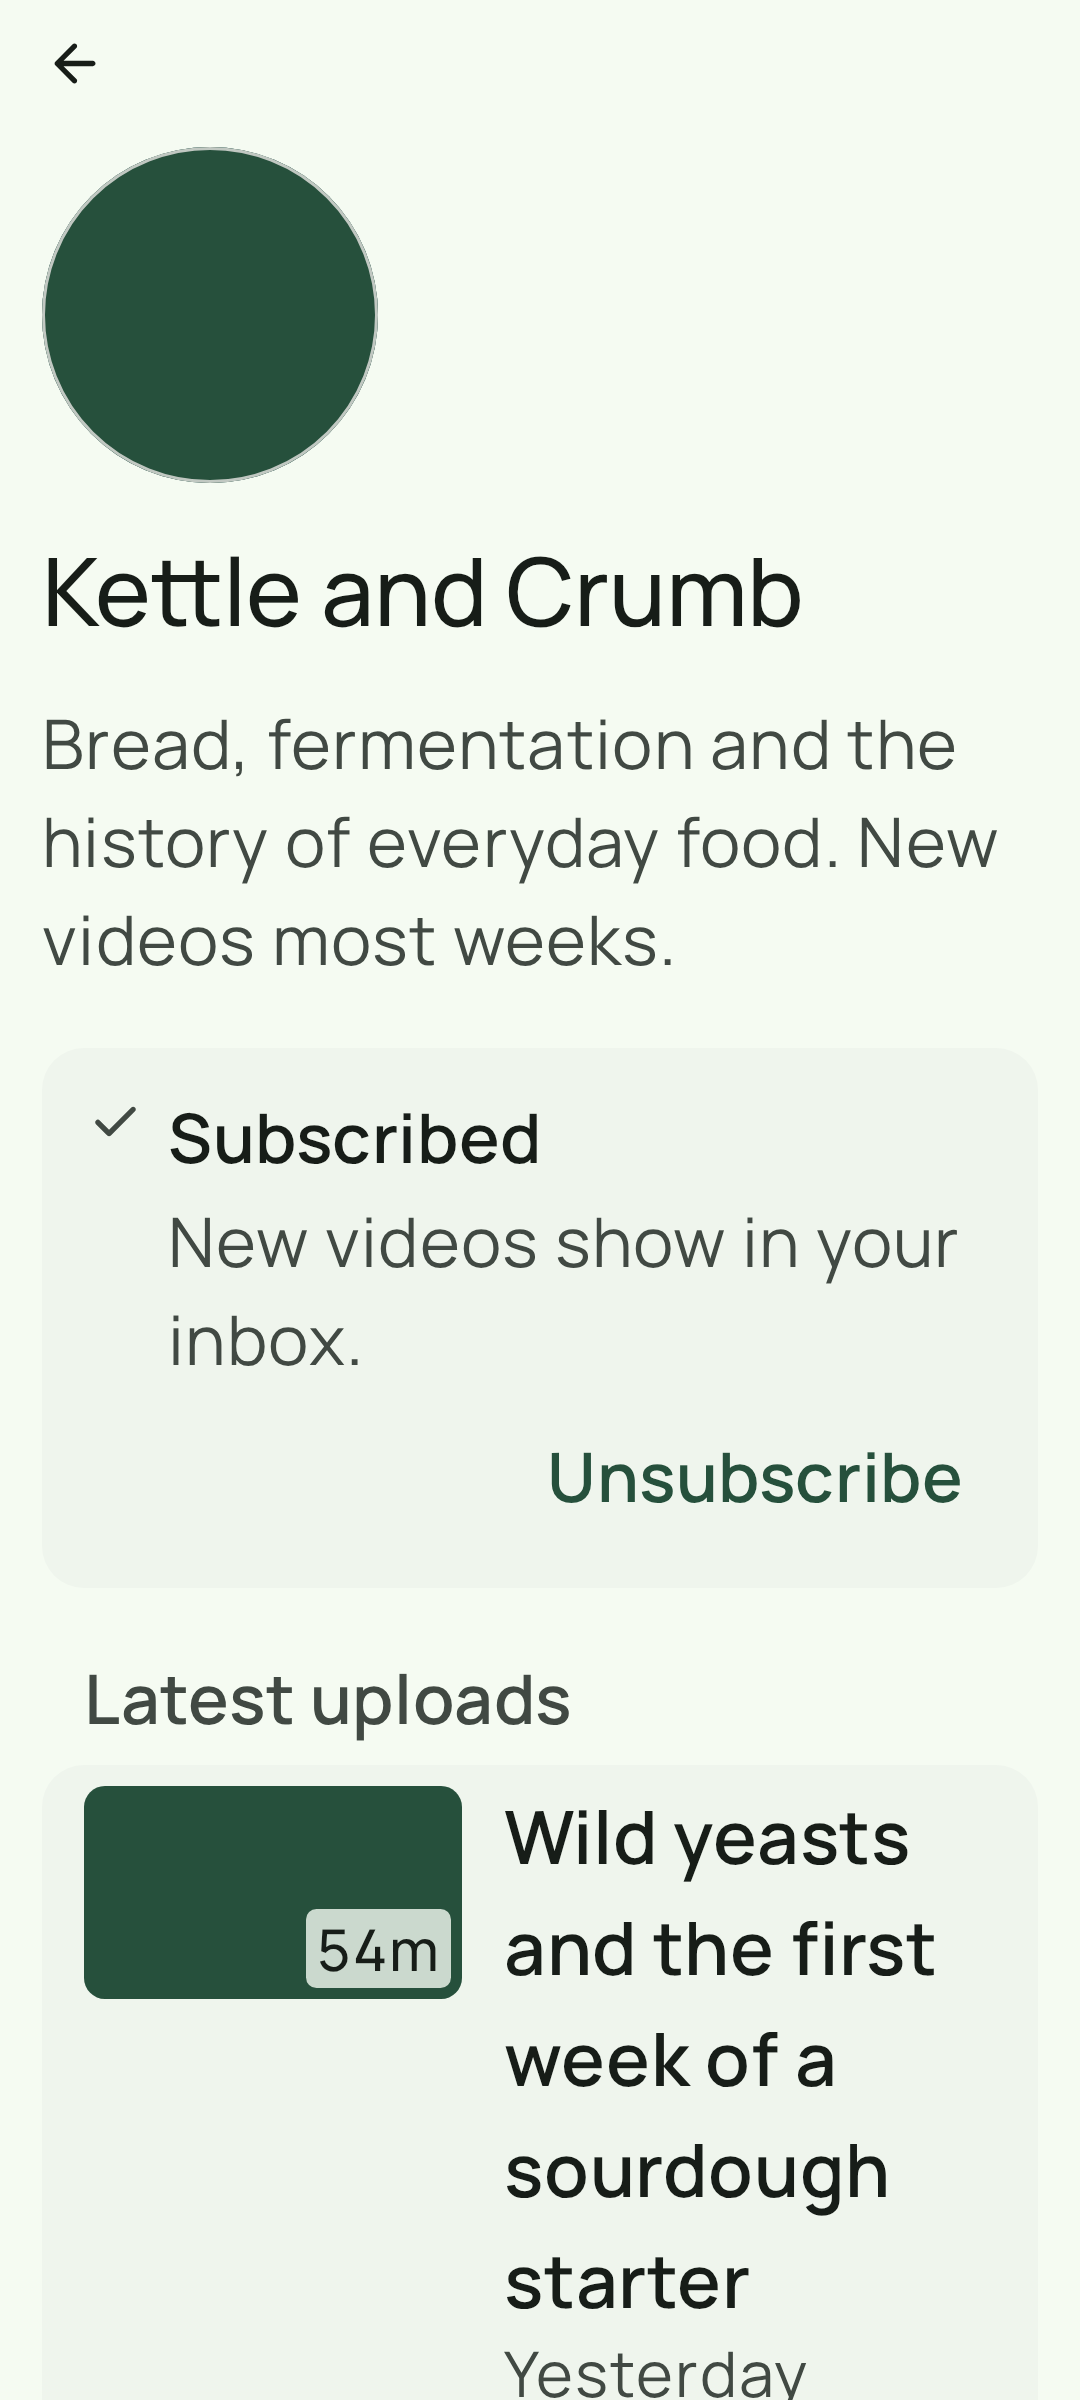 Kettle and Crumb
Bread, fermentation and the
history of everyday food. New
videos most weeks.
Subscribed
New videos show in your
inbox.
Unsubscribe
Latest uploads
54m
Wild yeasts
and the first
week of a
sourdough
starter
Yesterday